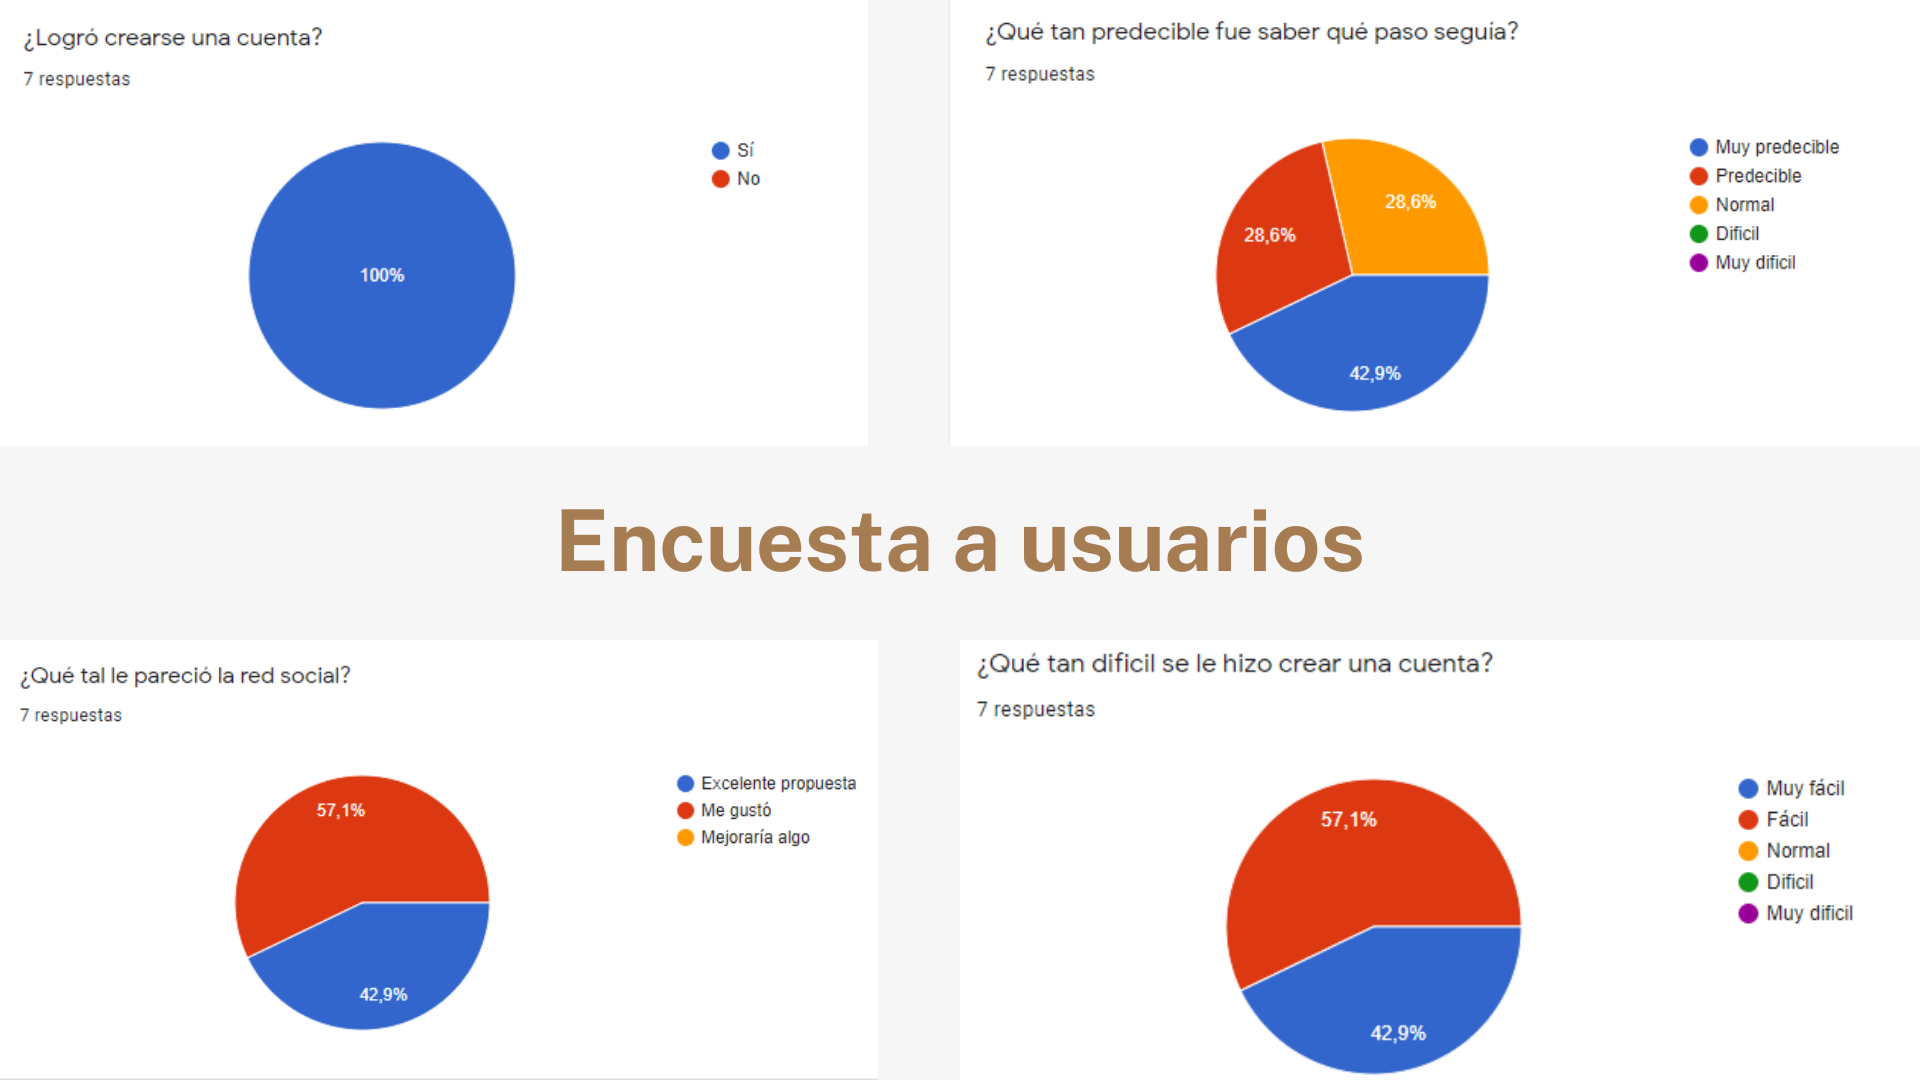 ¿Logró crearse una cuenta?
7 respuestas
Sí
No
100%
¿Qué tan predecible fue saber qué paso seguía?
7 respuestas
Muy predecible
Predecible
Normal
Dificil
Muy dificil
28,6%
28,6%
42,9%
Encuesta a usuarios
¿Qué tal le pareció la red social?
7 respuestas
Excelente propuesta
Me gustó
Mejoraría algo
57,1%
42,9%
¿Qué tan dificil se le hizo crear una cuenta?
7 respuestas
Muy fácil
Fácil
Normal
Dificil
Muy dificil
57,1%
42,9%